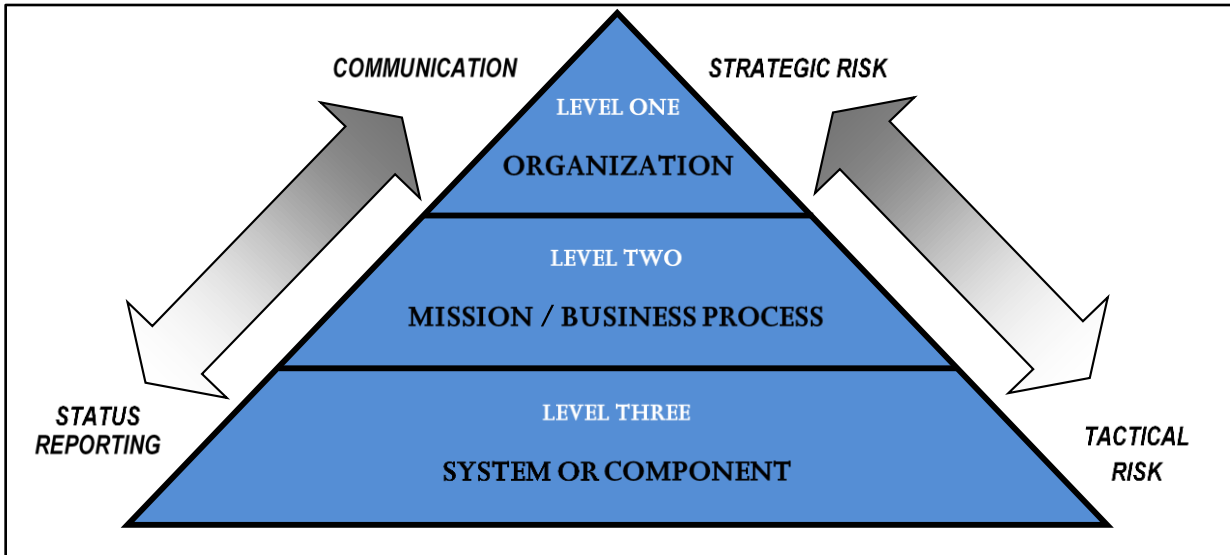 COMMUNICATION
STRATEGIC RISK
LEVEL ONE
ORGANIZATION
LEVEL TWO
MISSION / BUSINESS PROCESS
LEVEL THREE
SYSTEM OR COMPONENT
STATUS
REPORTING
TACTICAL
RISK